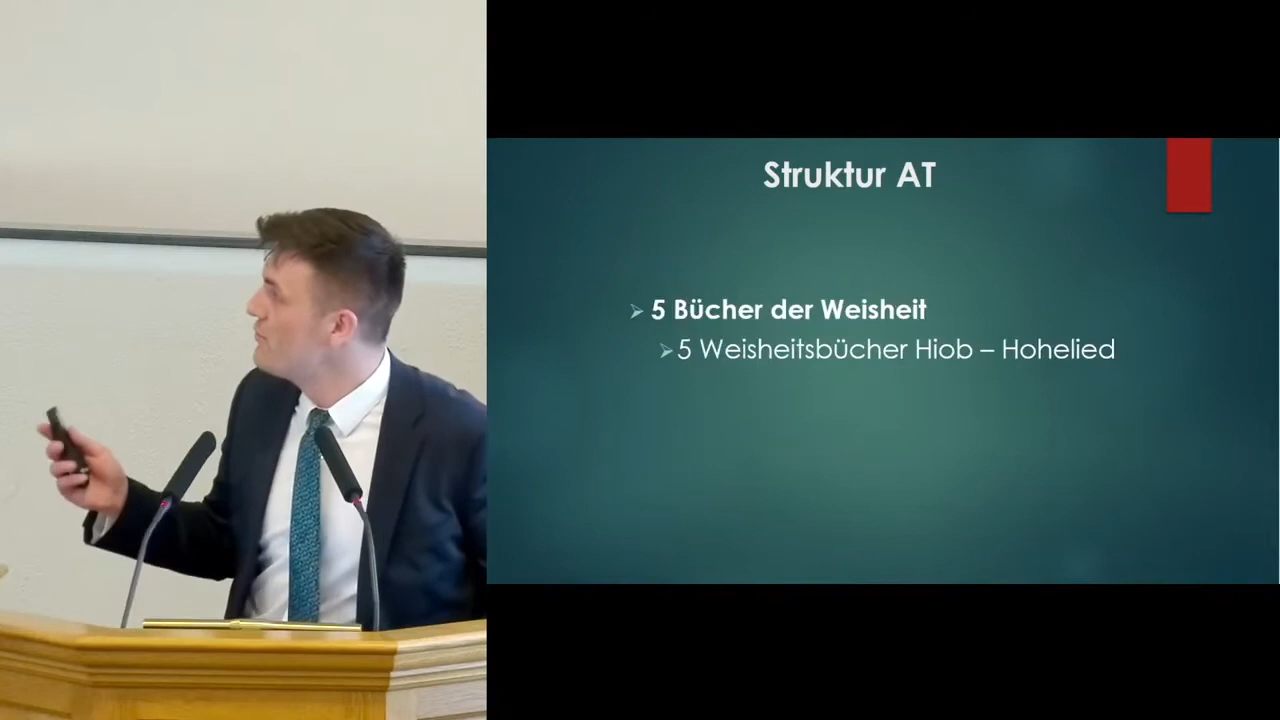 Struktur AT
5 Bücher der Weisheit
5 Weisheitsbücher Hiob – Hohelied